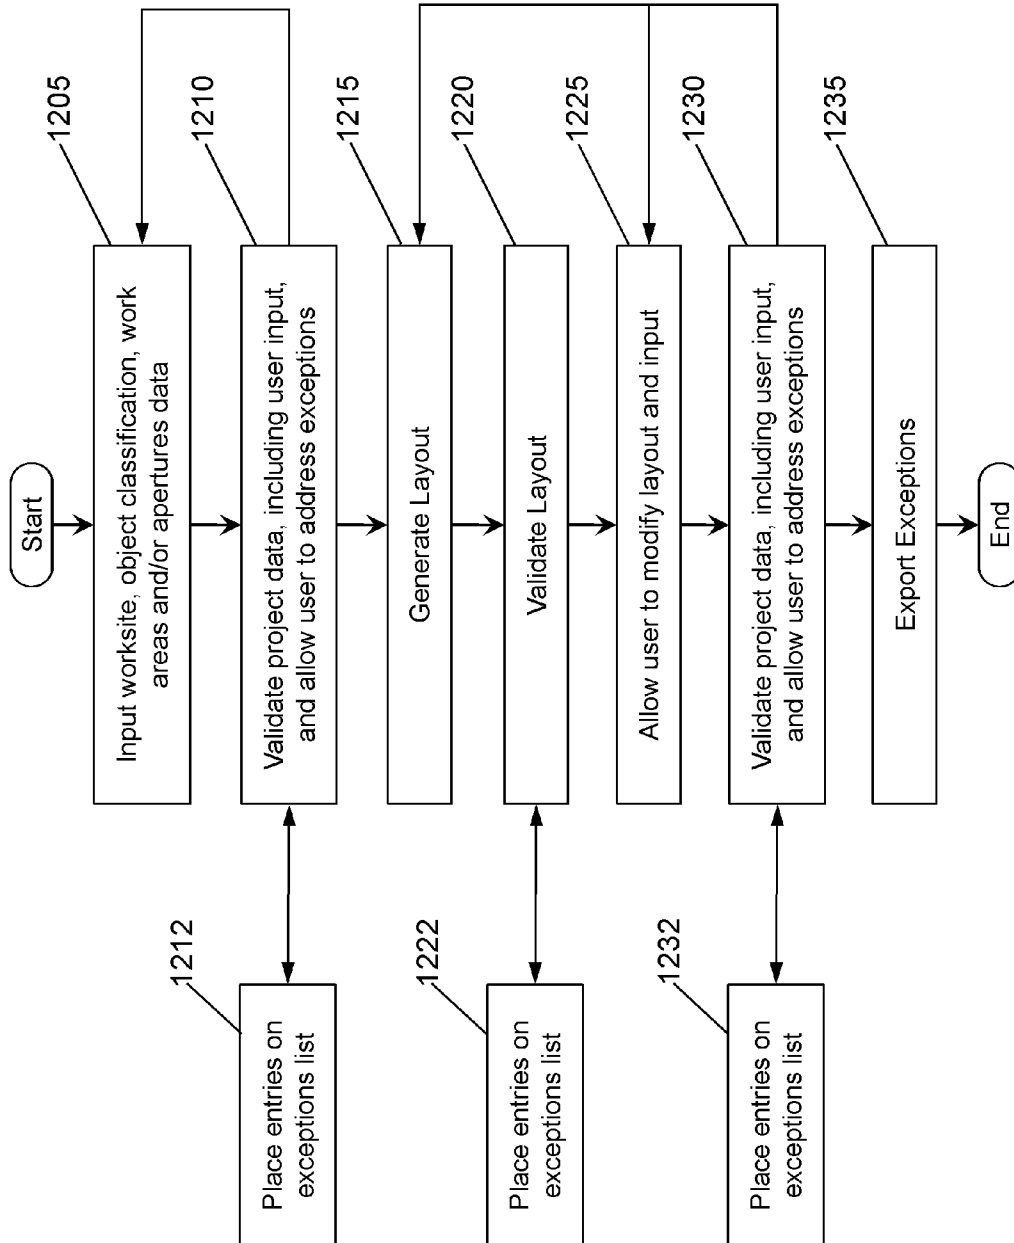 Start
1205
Input worksite, object classification, work
areas and/or apertures data
1210
Validate project data, including user input,
and allow user to address exceptions
1212
Place entries on
exceptions list
1215
Generate Layout
1220
Validate Layout
1222
Place entries on
exceptions list
1225
Allow user to modify layout and input
1230
Validate project data, including user input,
and allow user to address exceptions
1232
Place entries on
exceptions list
1235
Export Exceptions
End